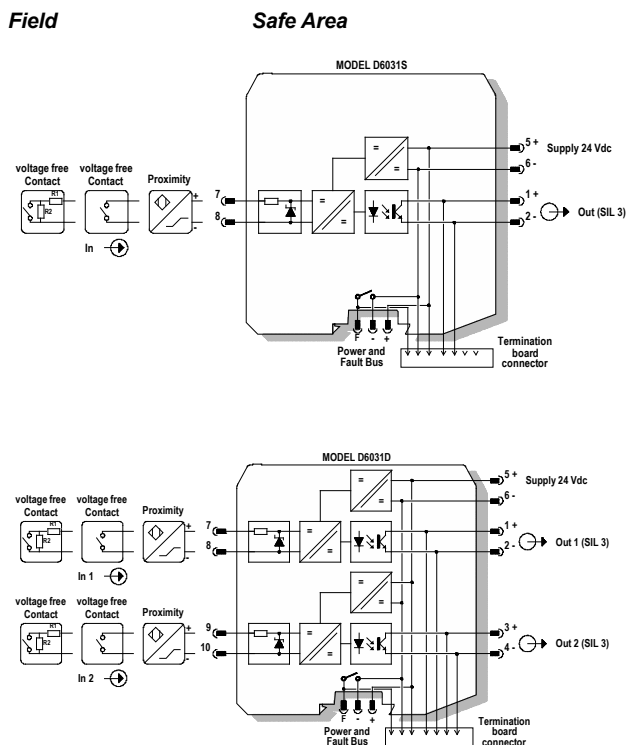 Field Safe Area
MODEL D6031S
5 + Supply 24 Vdc
6 -
voltage free Contact
voltage free Contact
Proximity
R1
R2
+
-
7
8
=
=
=
=
1 +
2 -
Out (SIL 3)
In
F - +
Power and
Fault Bus
Termination
board
connector
MODEL D6031D
5 + Supply 24 Vdc
6 -
voltage free Contact
voltage free Contact
Proximity
R1
R2
+
-
7
8
=
=
=
=
1 +
2 -
Out 1 (SIL 3)
In 1
voltage free Contact
voltage free Contact
Proximity
R1
R2
+
-
9
10
=
=
=
=
3 +
4 -
Out 2 (SIL 3)
In 2
F - +
Power and
Fault Bus
Termination
board
connector